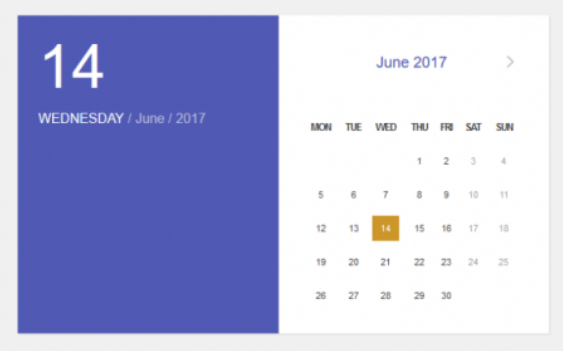 14
WEDNESDAY / June / 2017
June 2017
MON TUE WED THU FRI SAT SUN
1 2 3 4
5 6 7 8 9 10 11
12 13 14 15 16 17 18
19 20 21 22 23 24 25
26 27 28 29 30